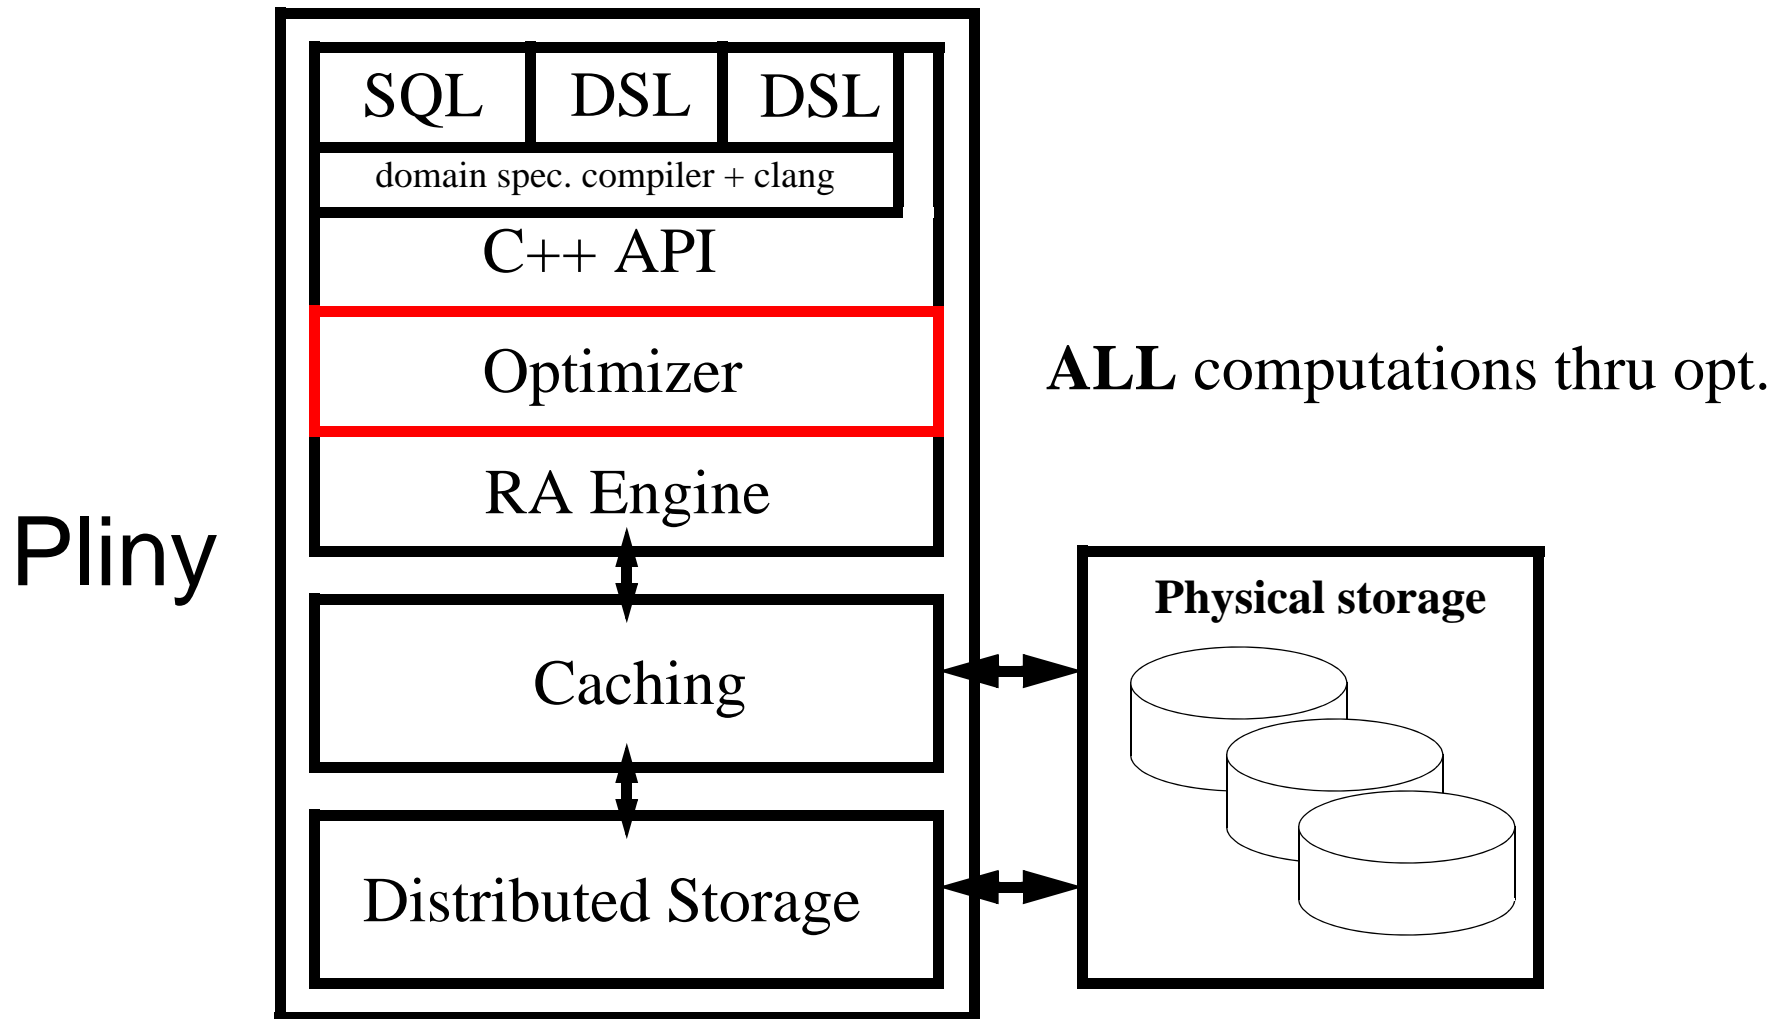 SQL DSL DSL
domain spec. compiler + clang
C++ API
Optimizer
ALL computations thru opt.
RA Engine
Pliny
Physical storage
Caching
Distributed Storage